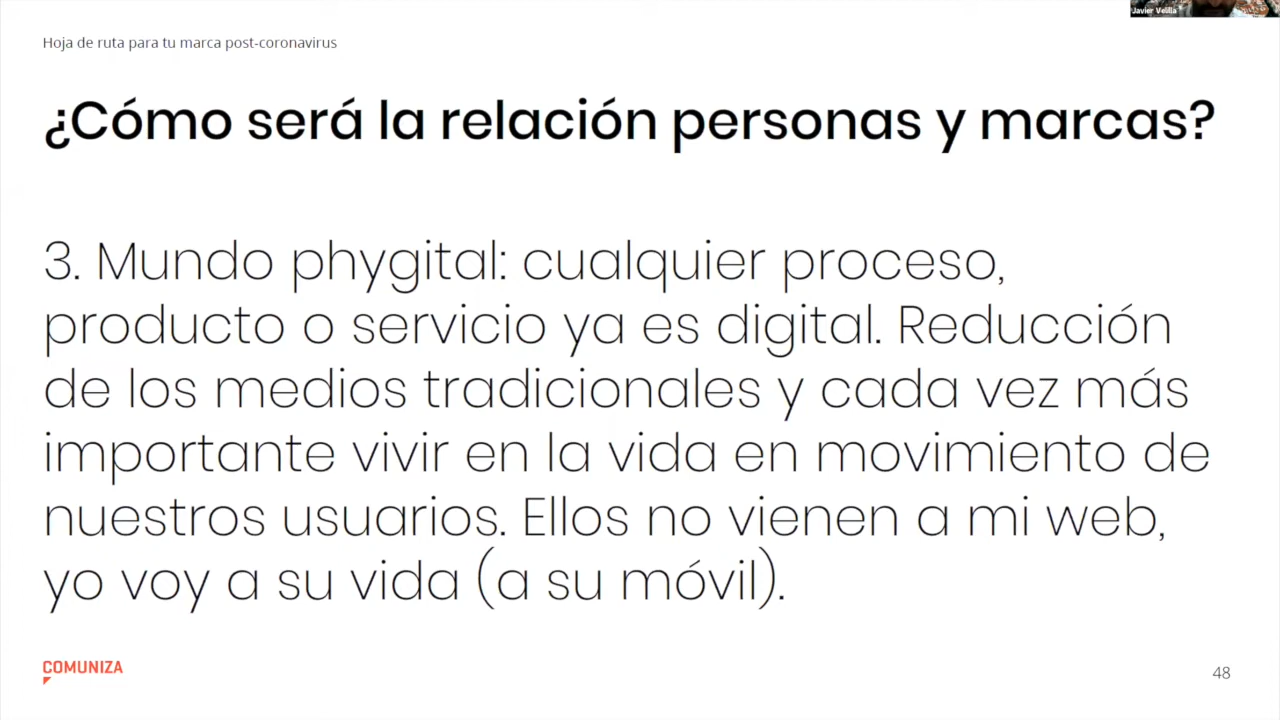 Javier Velilla
Hoja de ruta para tu marca post-coronavirus
¿Cómo será la relación personas y marcas?
3. Mundo phygital: cualquier proceso,
producto o servicio ya es digital. Reducción
de los medios tradicionales y cada vez más
importante vivir en la vida en movimiento de
nuestros usuarios. Ellos no vienen a mi web,
yo voy a su vida (a su móvil).
COMUNIZA
48